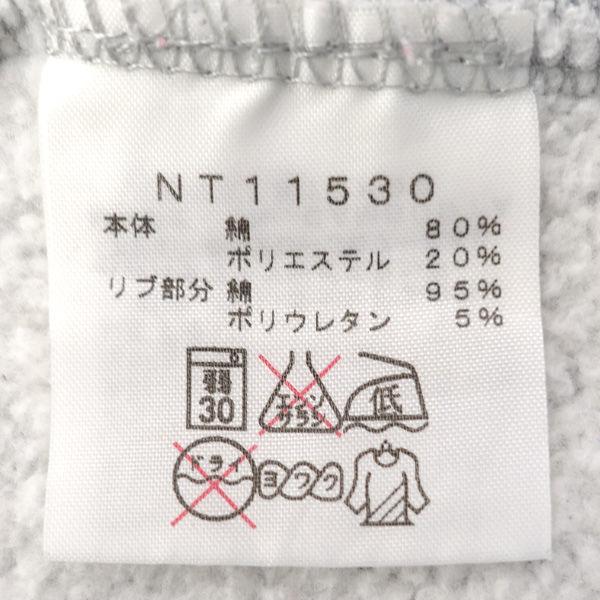 NT11530
本体 綿 80%
ポリエステル 20%
リブ部分 綿 95%
ポリウレタン 5%
弱 エンソ 低
30 サラシ
ドライ ヨワク